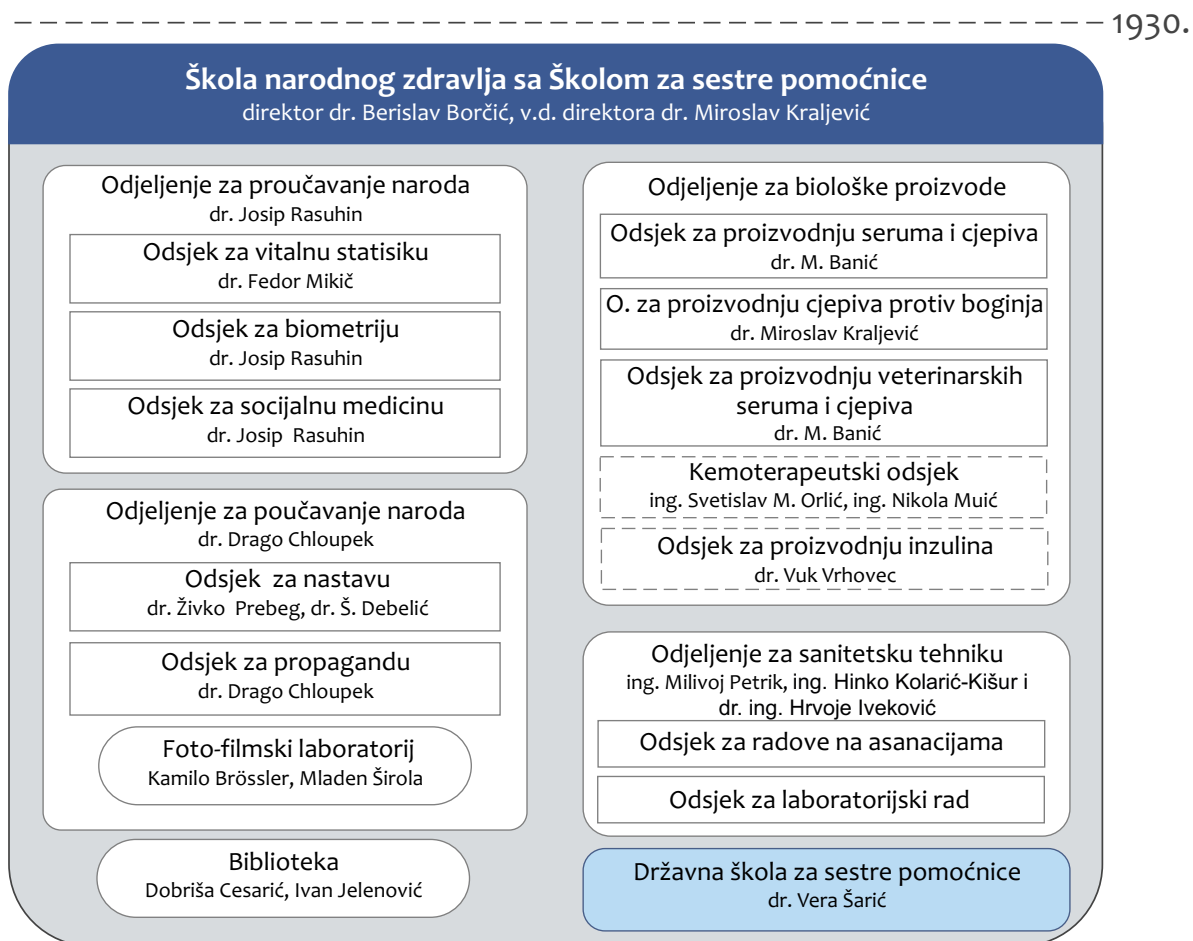 1930.
Škola narodnog zdravlja sa Školom za sestre pomoćnice
direktor dr. Berislav Borčić, v.d. direktora dr. Miroslav Kraljević
Odjeljenje za proučavanje naroda
dr. Josip Rasuhin
Odsjek za vitalnu statisiku
dr. Fedor Mikič
Odsjek za biometriju
dr. Josip Rasuhin
Odsjek za socijalnu medicinu
dr. Josip Rasuhin
Odjeljenje za poučavanje naroda
dr. Drago Chloupek
Odsjek za nastavu
dr. Živko Prebeg, dr. Š. Debelić
Odsjek za propagandu
dr. Drago Chloupek
Foto-filmski laboratorij
Kamilo Brössler, Mladen Širola
Biblioteka
Dobriša Cesarić, Ivan Jelenović
Odjeljenje za biološke proizvode
Odsjek za proizvodnju seruma i cjepiva
dr. M. Banić
O. za proizvodnju cjepiva protiv boginja
dr. Miroslav Kraljević
Odsjek za proizvodnju veterinarskih
seruma i cjepiva
dr. M. Banić
Kemoterapeutski odsjek
ing. Svetislav M. Orlić, ing. Nikola Muić
Odsjek za proizvodnju inzulina
dr. Vuk Vrhovec
Odjeljenje za sanitetsku tehniku
ing. Milivoj Petrik, ing. Hinko Kolarić-Kišur i
dr. ing. Hrvoje Iveković
Odsjek za radove na asanacijama
Odsjek za laboratorijski rad
Državna škola za sestre pomoćnice
dr. Vera Šarić